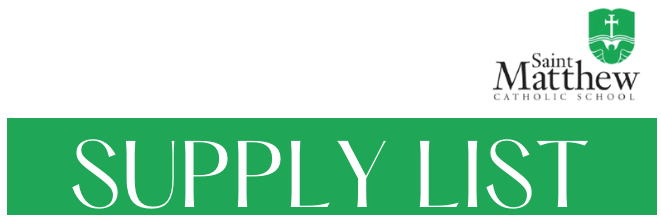 Saint
Matthew
CATHOLIC SCHOOL
SUPPLY LIST